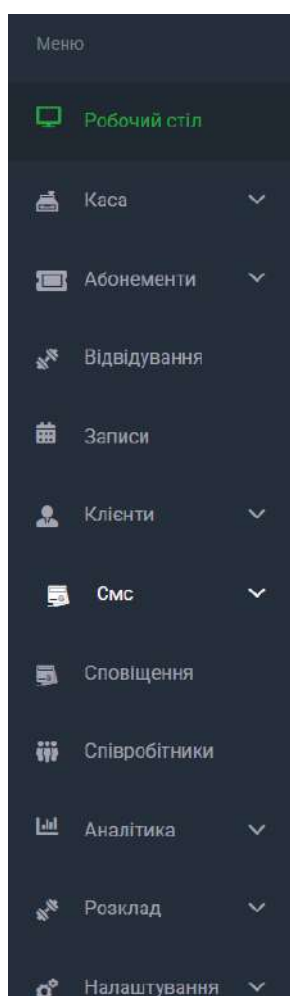 Меню
Робочий стіл
Каса
Абонементи
Відвідування
Записи
Клієнти
Смс
Сповіщення
Співробітники
Аналітика
Розклад
Налаштування